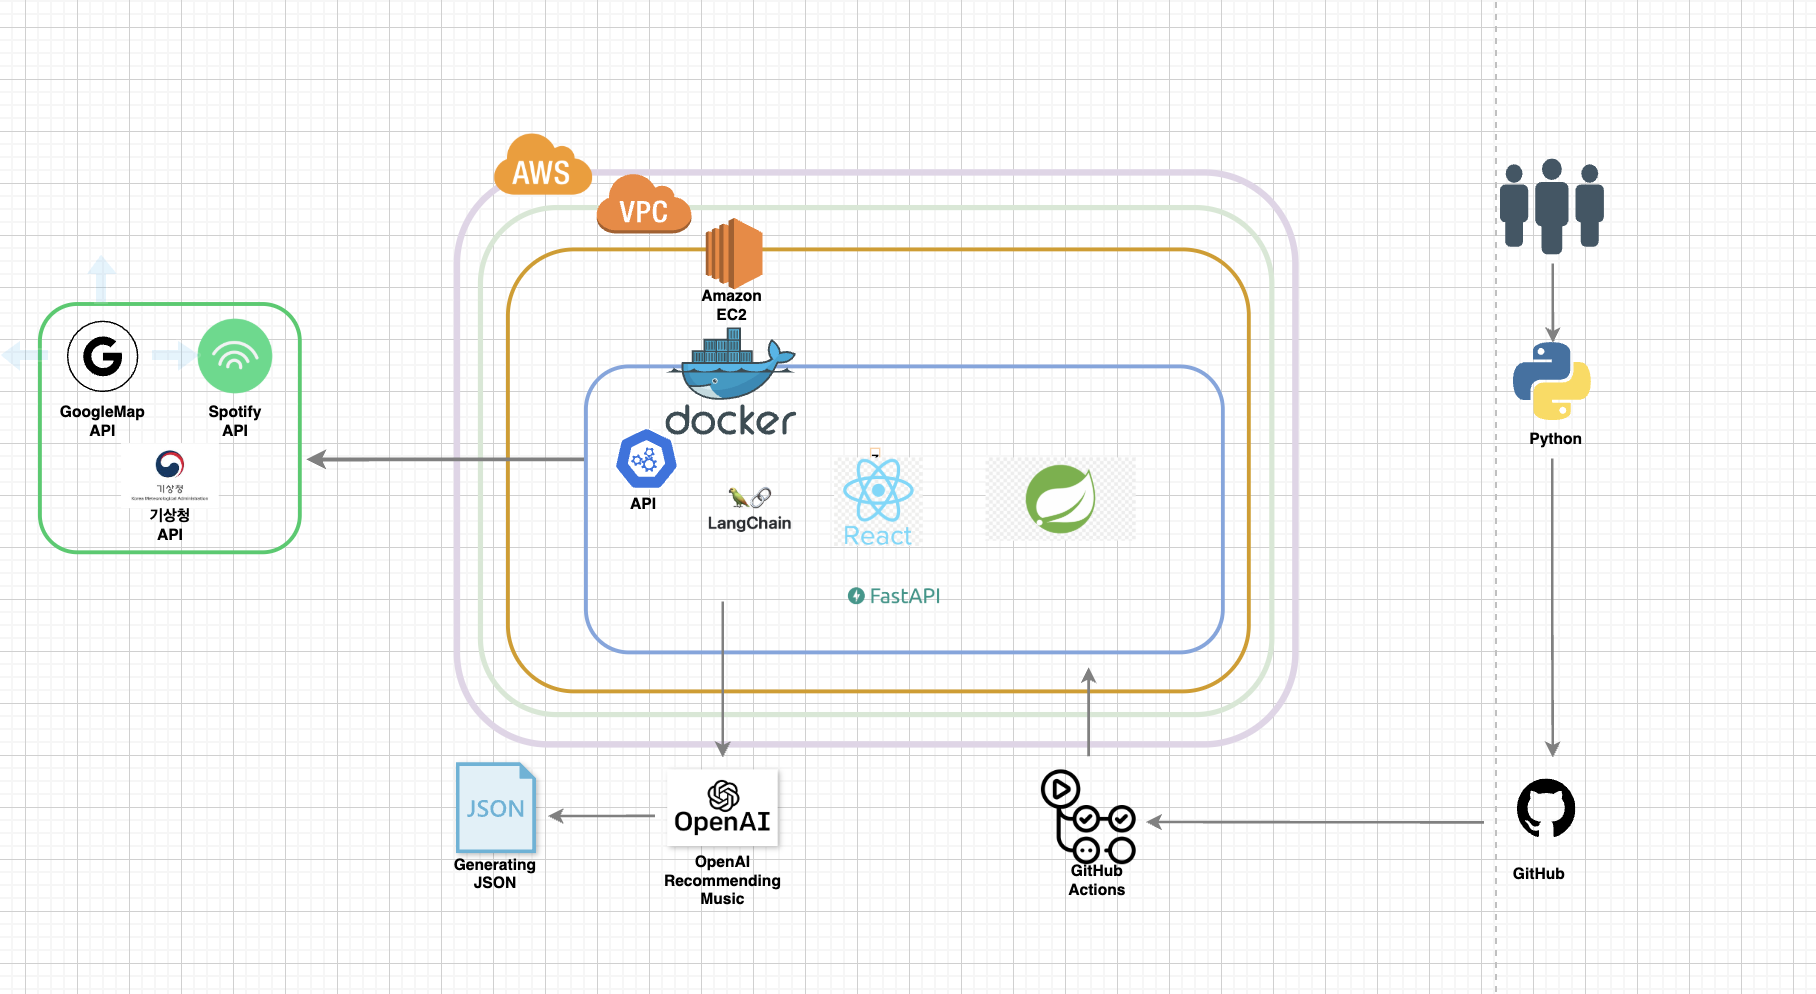 AWS
VPC
Amazon
EC2
docker
GoogleMap
API
Spotify
API
기상청
Korea Meteorological Administration
기상청
API
API
LangChain
React
FastAPI
Python
JSON
Generating
JSON
OpenAI
OpenAI
Recommending
Music
GitHub
Actions
GitHub